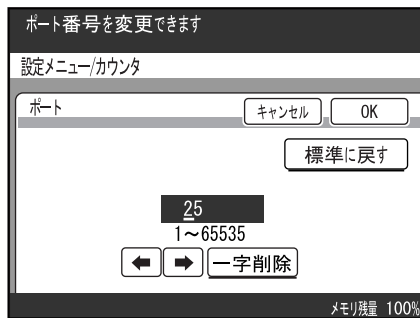 ポート番号を変更できます
設定メニュー/カウンタ
ポート
キャンセル
OK
標準に戻す
25
1～65535
一字削除
メモリ残量 100%